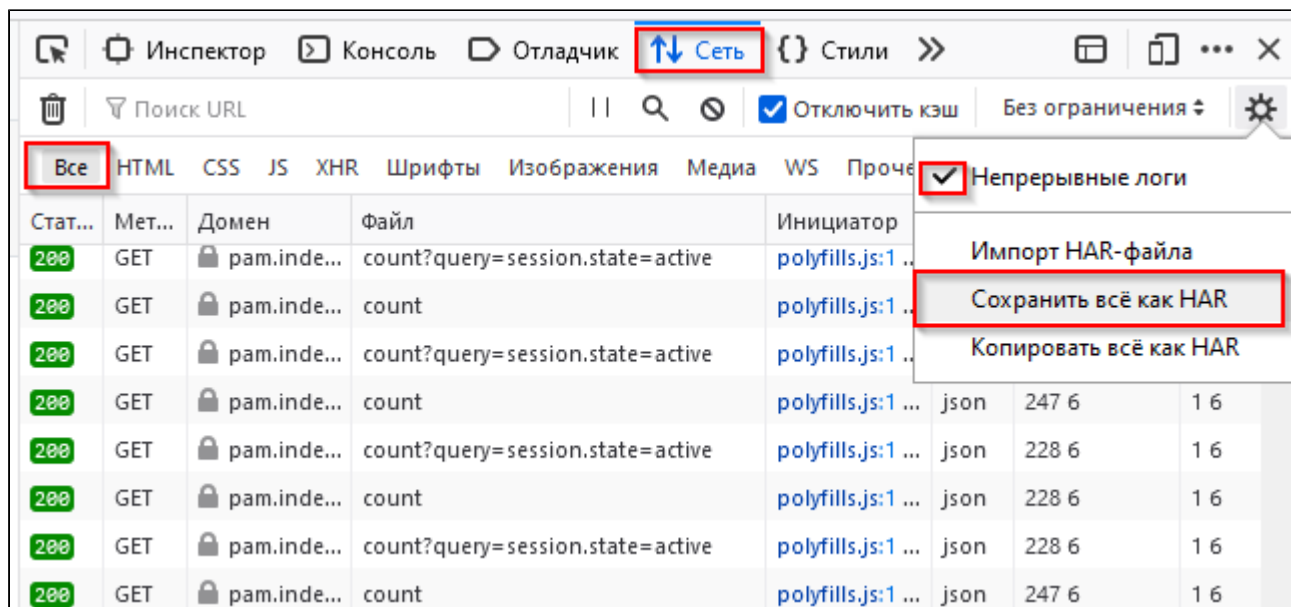 Инспектор Консоль Отладчик Сеть {} Стили
Поиск URL Отключить кэш Без ограничения
Все HTML CSS JS XHR Шрифты Изображения Медиа WS Проче
Непрерывные логи
Импорт HAR-файла
Сохранить всё как HAR
Копировать всё как HAR
Стат... Мет... Домен Файл Инициатор
200 GET pam.inde... count?query=session.state=active polyfills.js:1 ..
200 GET pam.inde... count polyfills.js:1 ..
200 GET pam.inde... count?query=session.state=active polyfills.js:1 ..
200 GET pam.inde... count polyfills.js:1 ... json 247 б 1 б
200 GET pam.inde... count?query=session.state=active polyfills.js:1 ... json 228 б 1 б
200 GET pam.inde... count polyfills.js:1 ... json 228 б 1 б
200 GET pam.inde... count?query=session.state=active polyfills.js:1 ... json 228 б 1 б
200 GET pam.inde... count polyfills.js:1 ... json 247 б 1 б